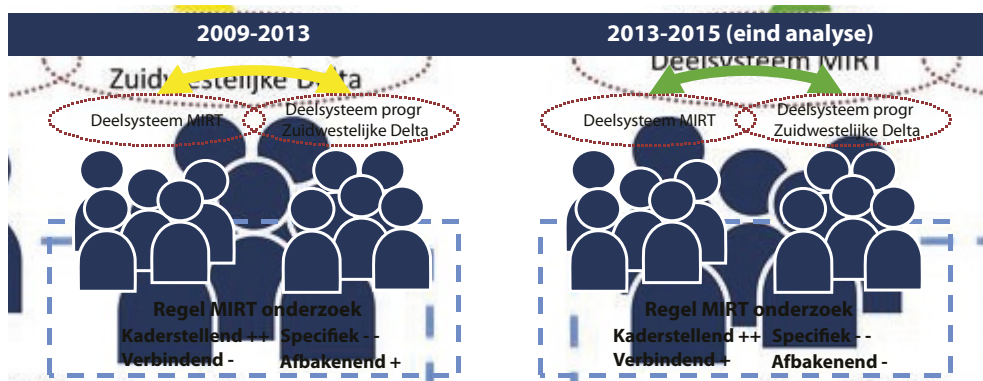 2009-2013
Zuidwestelijke Delta
Deelsysteem MIRT
Deelsysteem progr
Zuidwestelijke Delta
Regel MIRT onderzoek
Kaderstellend ++ Specifiek - -
Verbindend - Afbakenend +
2013-2015 (eind analyse)
Deelsysteem MIRT
Deelsysteem MIRT
Deelsysteem progr
Zuidwestelijke Delta
Regel MIRT onderzoek
Kaderstellend ++ Specifiek - -
Verbindend + Afbakenend -